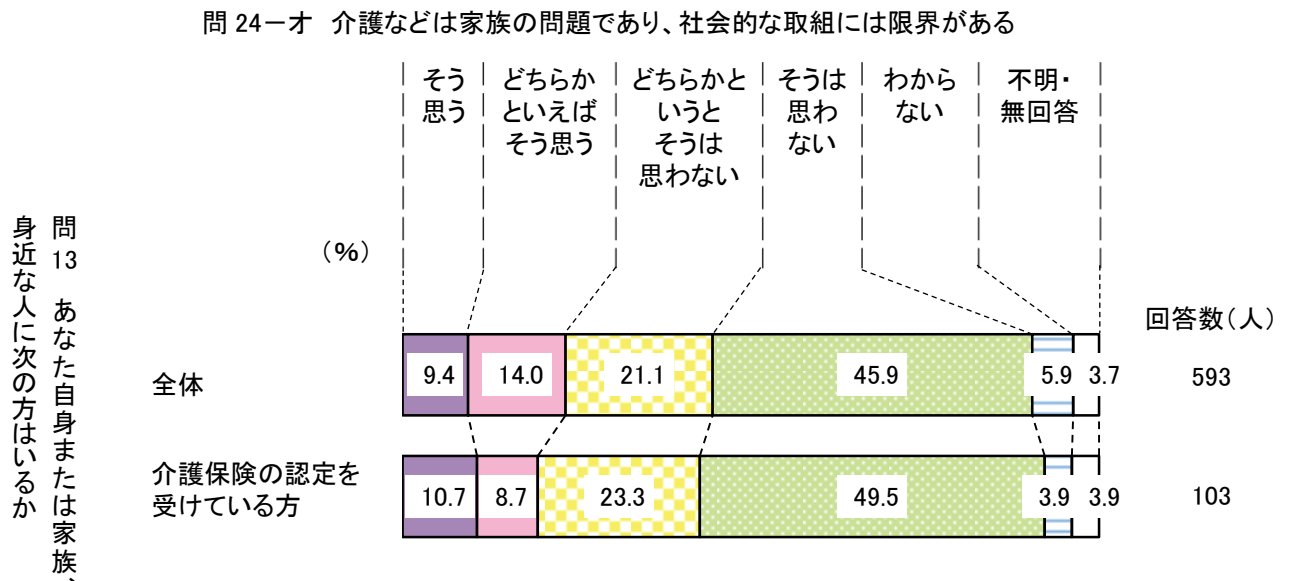 問 24－オ 介護などは家族の問題であり、社会的な取組には限界がある
そう
思う
どちらか
といえば
そう思う
どちらかと
いうと
そうは
思わない
そうは
思わ
ない
わから
ない
不明・
無回答
（％）
回答数（人）
問 13 あなた自身または家族、
身近な人に次の方はいるか
全体
9.4 14.0 21.1 45.9 5.9 3.7 593
介護保険の認定を
受けている方
10.7 8.7 23.3 49.5 3.9 3.9 103